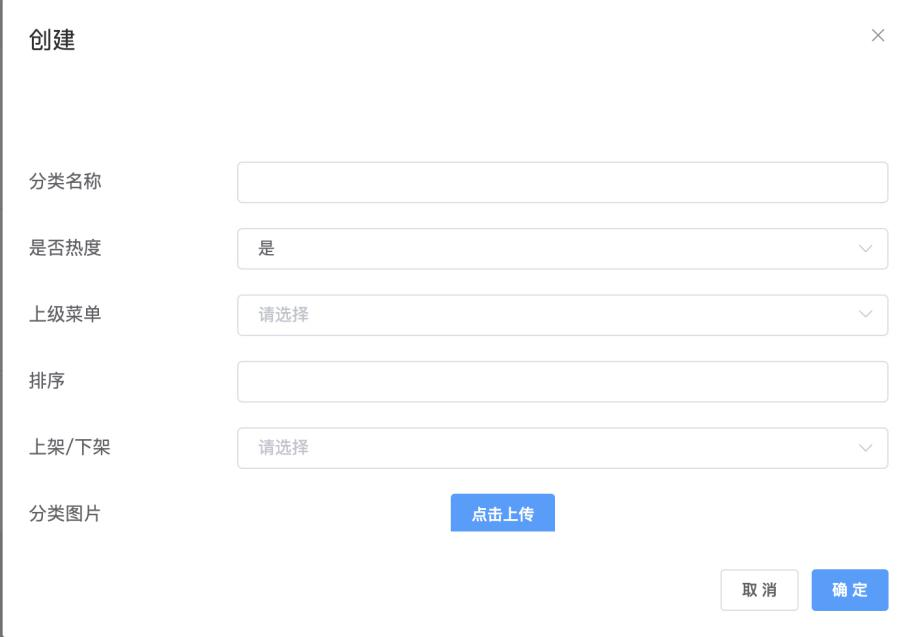 创建
分类名称
是否热度
是
上级菜单
请选择
排序
上架/下架
请选择
分类图片
点击上传
取 消
确 定